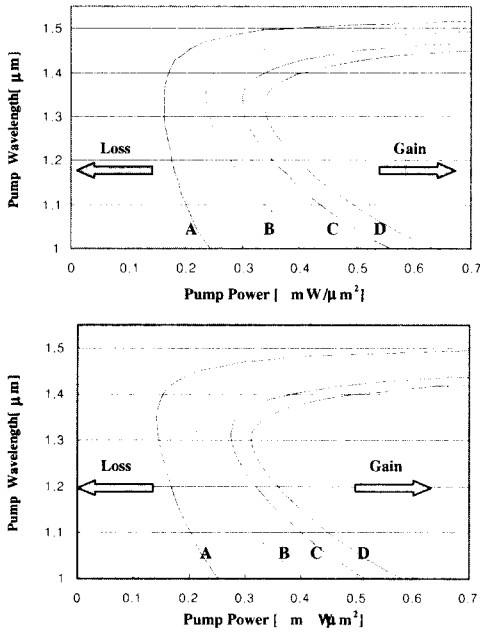 Pump Wavelength[ μm]
1.5
1.4
1.3
1.2
1.1
1
Loss
Gain
A B C D
0 0.1 0.2 0.3 0.4 0.5 0.6 0.7
Pump Power [ mW/μm²]
Pump Wavelength[ μm]
1.5
1.4
1.3
1.2
1.1
1
Loss
Gain
A B C D
0 0.1 0.2 0.3 0.4 0.5 0.6 0.7
Pump Power [ m W/μm²]